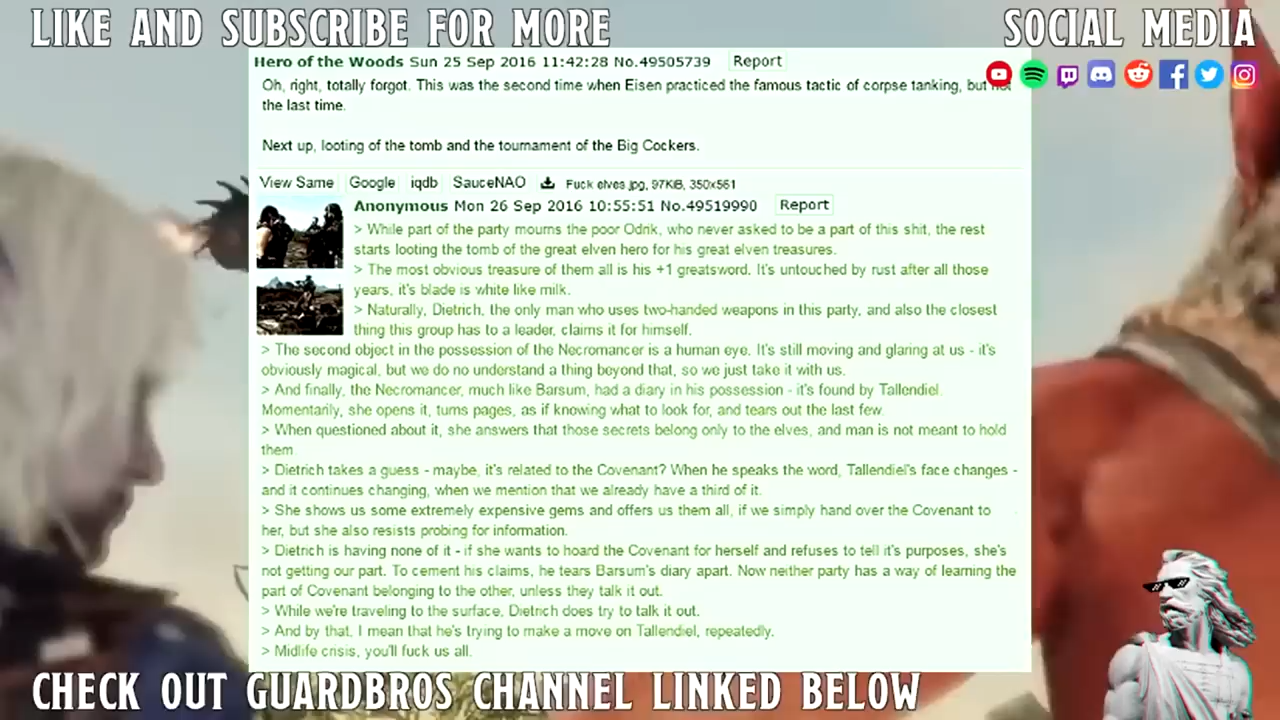 LIKE AND SUBSCRIBE FOR MORE
SOCIAL MEDIA
Hero of the Woods Sun 25 Sep 2016 11:42:28 No.49505739 Report
Oh, right, totally forgot. This was the second time when Eisen practiced the famous tactic of corpse tanking, but not
the last time.
Next up, looting of the tomb and the tournament of the Big Cockers.
View Same Google iqdb SauceNAO Fuck elves.jpg, 97KiB, 350x561
Anonymous Mon 26 Sep 2016 10:55:51 No.49519990 Report
> While part of the party mourns the poor Odrik, who never asked to be a part of this shit, the rest
starts looting the tomb of the great elven hero for his great elven treasures.
> The most obvious treasure of them all is his +1 greatsword. It's untouched by rust after all those
years, it's blade is white like milk.
> Naturally, Dietrich, the only man who uses two-handed weapons in this party, and also the closest
thing this group has to a leader, claims it for himself.
> The second object in the possession of the Necromancer is a human eye. It's still moving and glaring at us - it's
obviously magical, but we do no understand a thing beyond that, so we just take it with us.
> And finally, the Necromancer, much like Barsum, had a diary in his possession - it's found by Tallendiel.
Momentarily, she opens it, turns pages, as if knowing what to look for, and tears out the last few.
> When questioned about it, she answers that those secrets belong only to the elves, and man is not meant to hold
them.
> Dietrich takes a guess - maybe, it's related to the Covenant? When he speaks the word, Tallendiel's face changes -
and it continues changing, when we mention that we already have a third of it.
> She shows us some extremely expensive gems and offers us them all, if we simply hand over the Covenant to
her, but she also resists probing for information.
> Dietrich is having none of it - if she wants to hoard the Covenant for herself and refuses to tell it's purposes, she's
not getting our part. To cement his claims, he tears Barsum's diary apart. Now neither party has a way of learning the
part of Covenant belonging to the other, unless they talk it out.
> While we're traveling to the surface, Dietrich does try to talk it out.
> And by that, I mean that he's trying to make a move on Tallendiel, repeatedly.
> Midlife crisis, you'll fuck us all.
CHECK OUT GUARDBROS CHANNEL LINKED BELOW